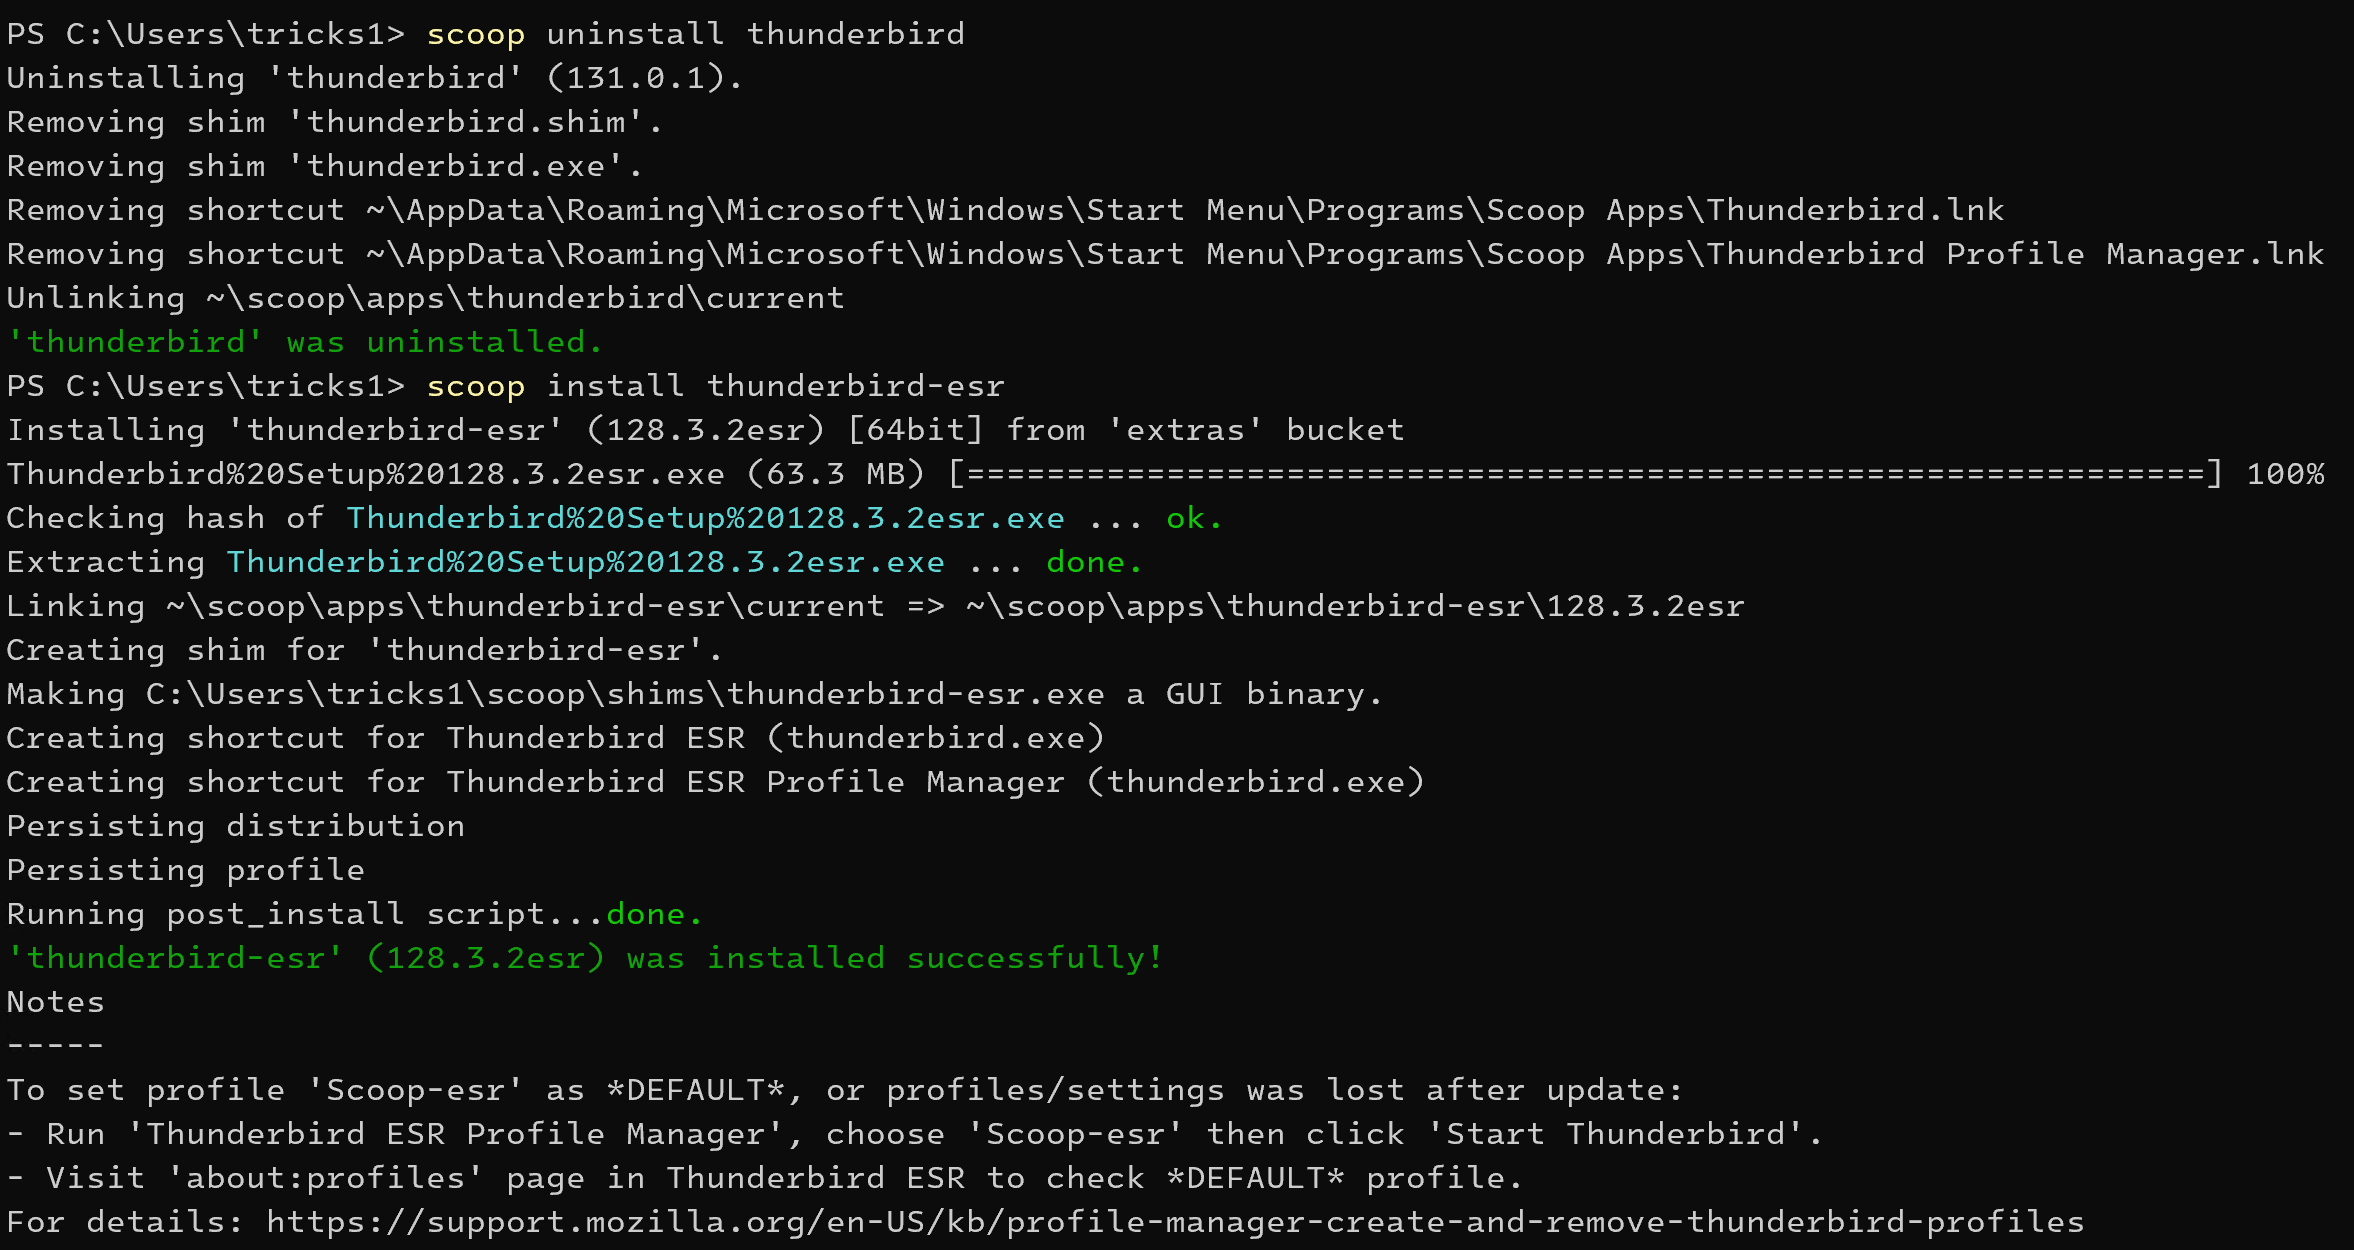 PS C:\Users\tricks1> scoop uninstall thunderbird
Uninstalling 'thunderbird' (131.0.1).
Removing shim 'thunderbird.shim'.
Removing shim 'thunderbird.exe'.
Removing shortcut ~\AppData\Roaming\Microsoft\Windows\Start Menu\Programs\Scoop Apps\Thunderbird.lnk
Removing shortcut ~\AppData\Roaming\Microsoft\Windows\Start Menu\Programs\Scoop Apps\Thunderbird Profile Manager.lnk
Unlinking ~\scoop\apps\thunderbird\current
'thunderbird' was uninstalled.
PS C:\Users\tricks1> scoop install thunderbird-esr
Installing 'thunderbird-esr' (128.3.2esr) [64bit] from 'extras' bucket
Thunderbird%20Setup%20128.3.2esr.exe (63.3 MB) [==============================================================] 100%
Checking hash of Thunderbird%20Setup%20128.3.2esr.exe ... ok.
Extracting Thunderbird%20Setup%20128.3.2esr.exe ... done.
Linking ~\scoop\apps\thunderbird-esr\current => ~\scoop\apps\thunderbird-esr\128.3.2esr
Creating shim for 'thunderbird-esr'.
Making C:\Users\tricks1\scoop\shims\thunderbird-esr.exe a GUI binary.
Creating shortcut for Thunderbird ESR (thunderbird.exe)
Creating shortcut for Thunderbird ESR Profile Manager (thunderbird.exe)
Persisting distribution
Persisting profile
Running post_install script...done.
'thunderbird-esr' (128.3.2esr) was installed successfully!
Notes
-----
To set profile 'Scoop-esr' as *DEFAULT*, or profiles/settings was lost after update:
- Run 'Thunderbird ESR Profile Manager', choose 'Scoop-esr' then click 'Start Thunderbird'.
- Visit 'about:profiles' page in Thunderbird ESR to check *DEFAULT* profile.
For details: https://support.mozilla.org/en-US/kb/profile-manager-create-and-remove-thunderbird-profiles